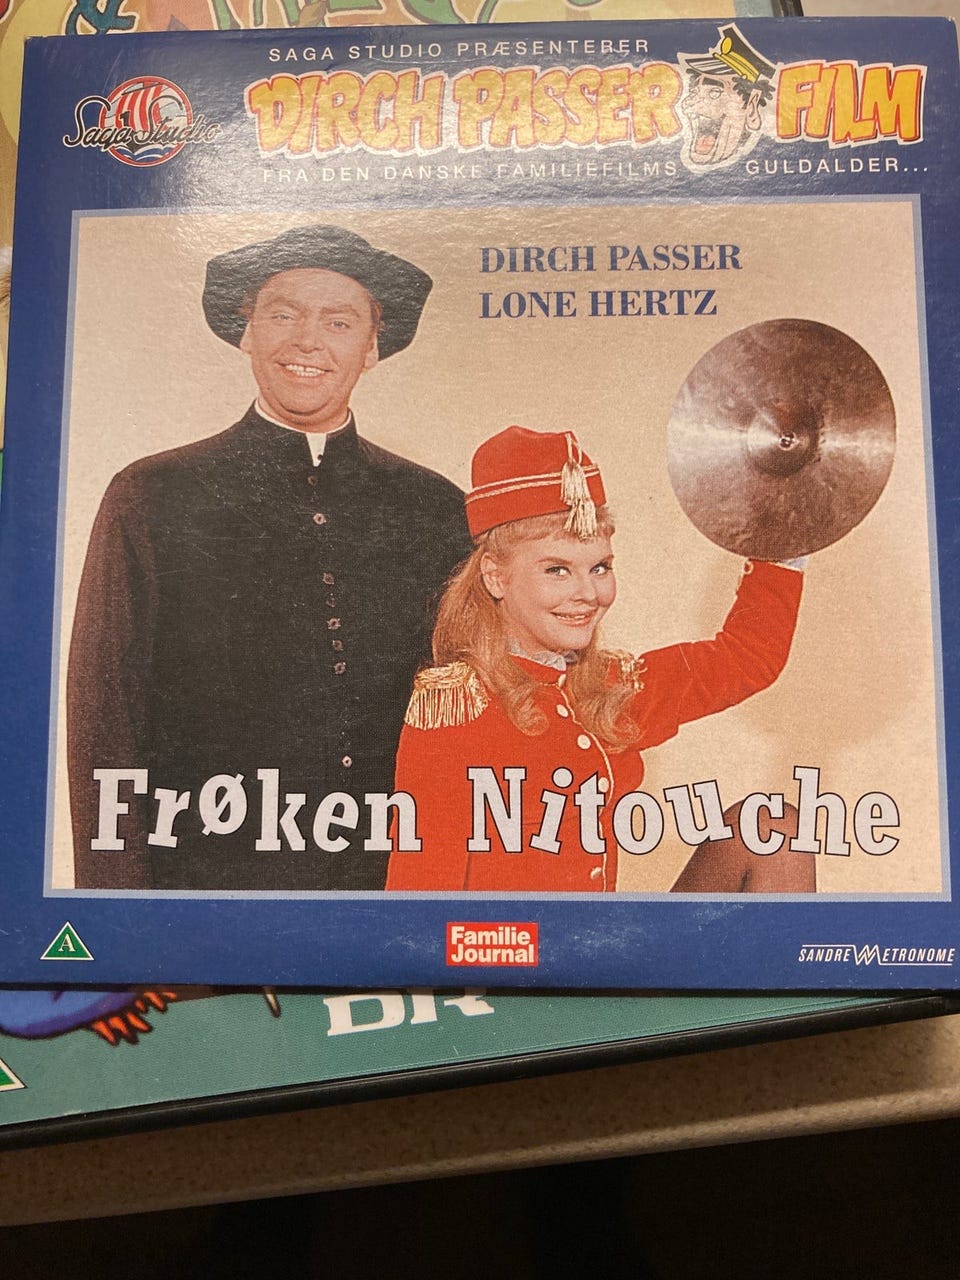 SAGA STUDIO PRÆSENTERER
Saga Studio
DIRCH PASSER FILM
FRA DEN DANSKE FAMILIEFILMS GULDALDER...
DIRCH PASSER
LONE HERTZ
Frøken Nitouche
A
Familie
Journal
SANDREW METRONOME
DR